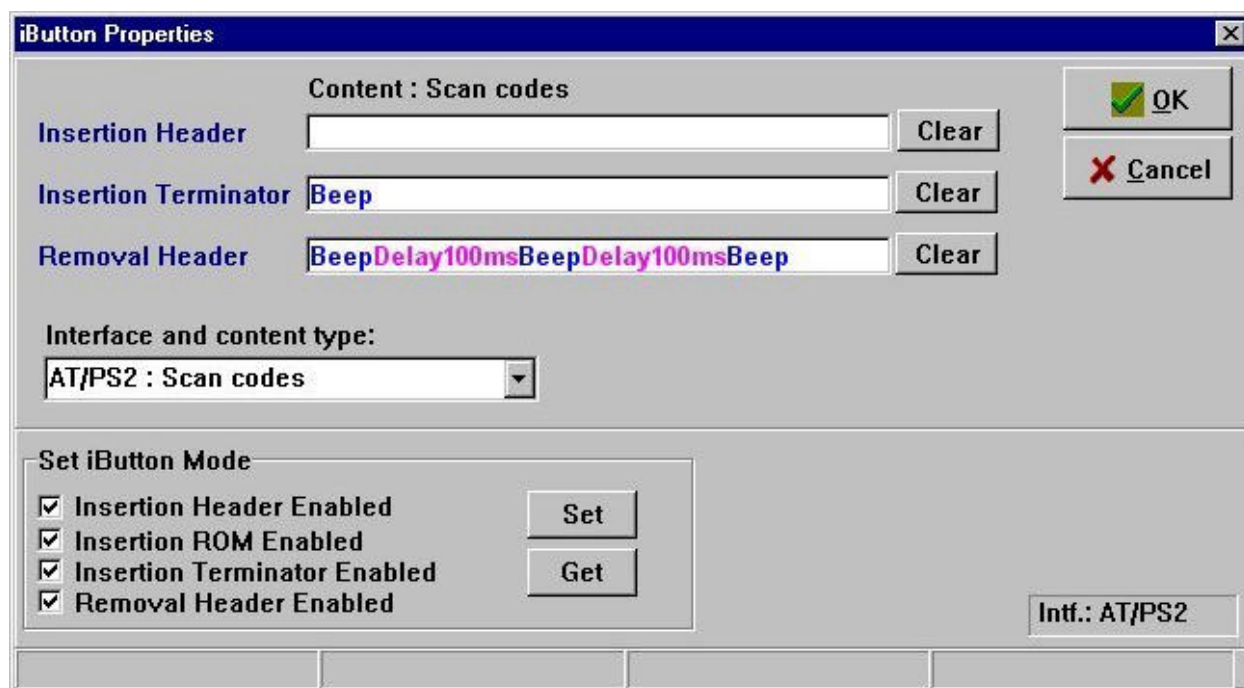 iButton Properties
Content : Scan codes
OK
Insertion Header
Clear
Cancel
Insertion Terminator Beep
Clear
Removal Header BeepDelay100msBeepDelay100msBeep
Clear
Interface and content type:
AT/PS2 : Scan codes
Set iButton Mode
Insertion Header Enabled
Insertion ROM Enabled
Insertion Terminator Enabled
Removal Header Enabled
Set
Get
Intf.: AT/PS2